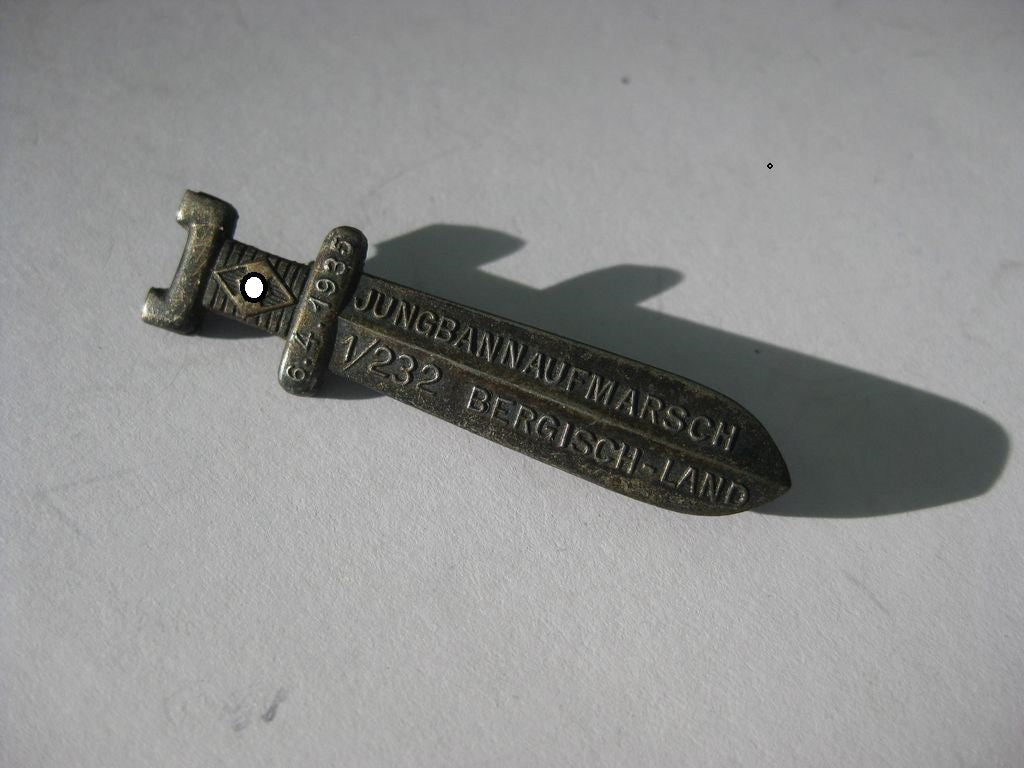 6.4.1935
JUNGBANNAUFMARSCH
1/232 BERGISCH-LAND